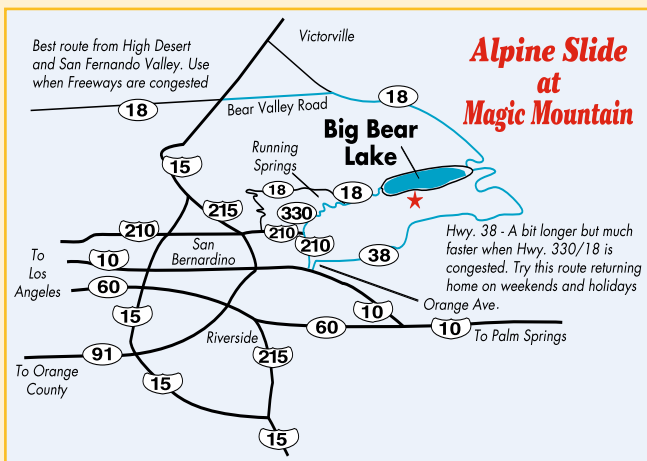 Best route from High Desert
and San Fernando Valley. Use
when Freeways are congested
Victorville
Alpine Slide
at
Magic Mountain
18
Bear Valley Road
18
Big Bear
Lake
Running
Springs
15
18
18
215
330
210
210
210
San
Bernardino
To
Los
Angeles
10
38
Hwy. 38 - A bit longer but much
faster when Hwy. 330/18 is
congested. Try this route returning
home on weekends and holidays
60
Orange Ave.
15
10
60
10
To Palm Springs
Riverside
91
215
To Orange
County
15
15